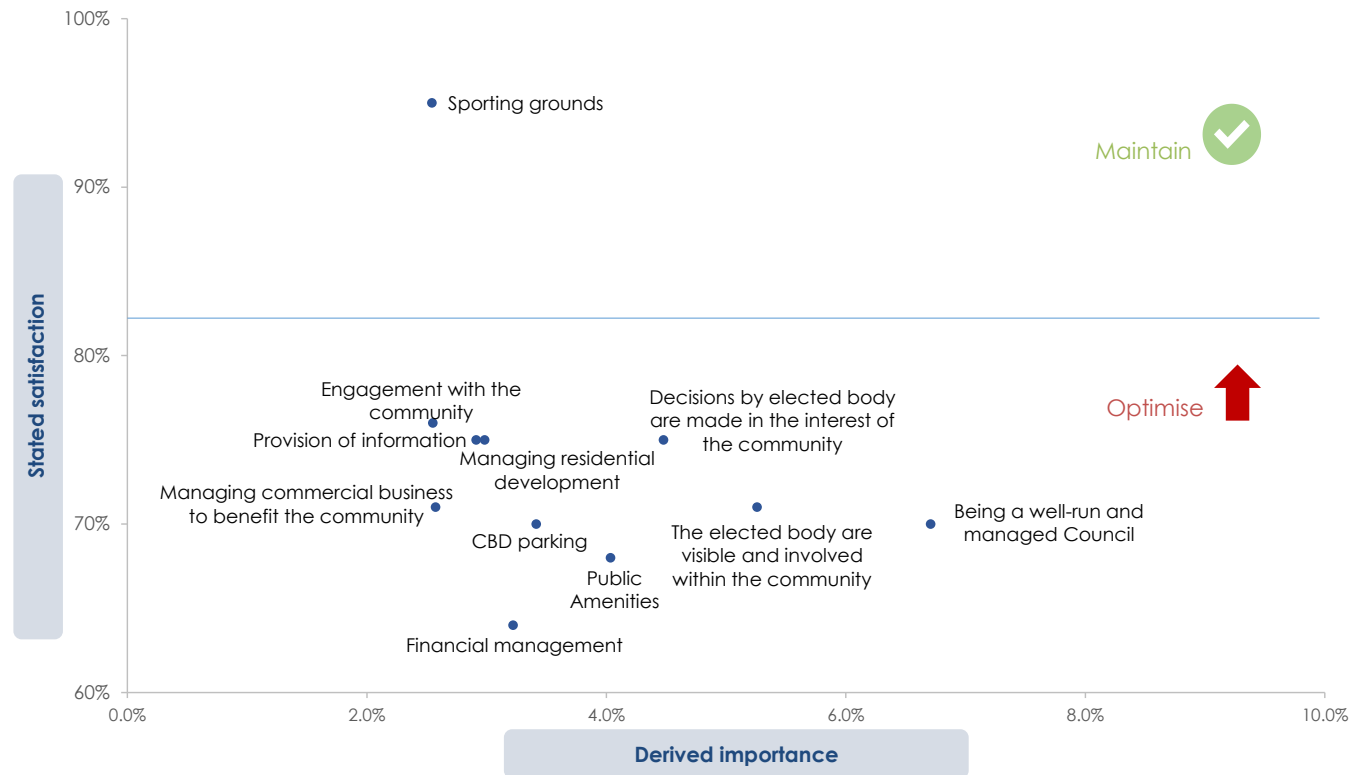 100%
Sporting grounds
Maintain
90%
Stated satisfaction
80%
Engagement with the
community
Decisions by elected body
are made in the interest of
the community
Optimise
Provision of information
Managing residential
development
Managing commercial business
to benefit the community
70%
CBD parking
The elected body are
visible and involved
within the community
Being a well-run and
managed Council
Public
Amenities
Financial management
60%
0.0%
2.0%
4.0%
6.0%
8.0%
10.0%
Derived importance